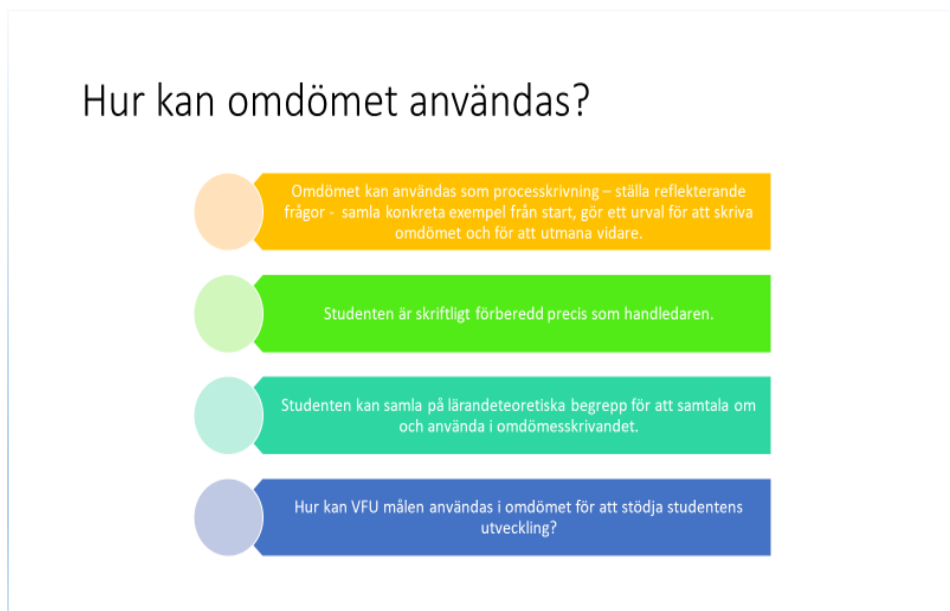 Hur kan omdömet användas?
Omdömet kan användas som processkrivning – ställa reflekterande
frågor - samla konkreta exempel från start, gör ett urval för att skriva
omdömet och för att utmana vidare.
Studenten är skriftligt förberedd precis som handledaren.
Studenten kan samla på lärandeteoretiska begrepp för att samtala om
och använda i omdömesskrivandet.
Hur kan VFU målen användas i omdömet för att stödja studentens
utveckling?